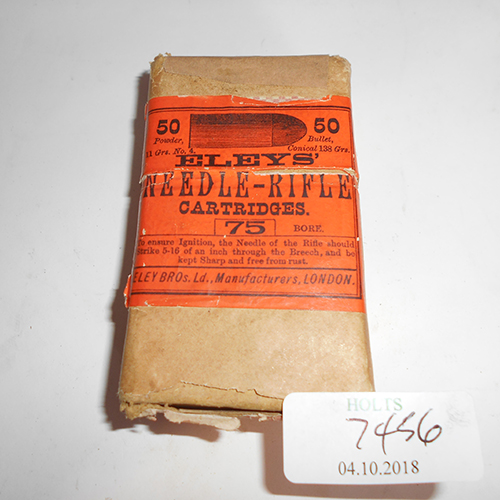 50 50
Powder, Bullet,
11 Grs. No. 4. Conical 138 Grs.
ELEYS'
NEEDLE-RIFLE
CARTRIDGES.
75 BORE.
To ensure Ignition, the Needle of the Rifle should
strike 5-16 of an inch through the Breech, and be
kept Sharp and free from rust.
ELEY BROs. Ld., Manufacturers, LONDON.
HOLTS
7456
04.10.2018